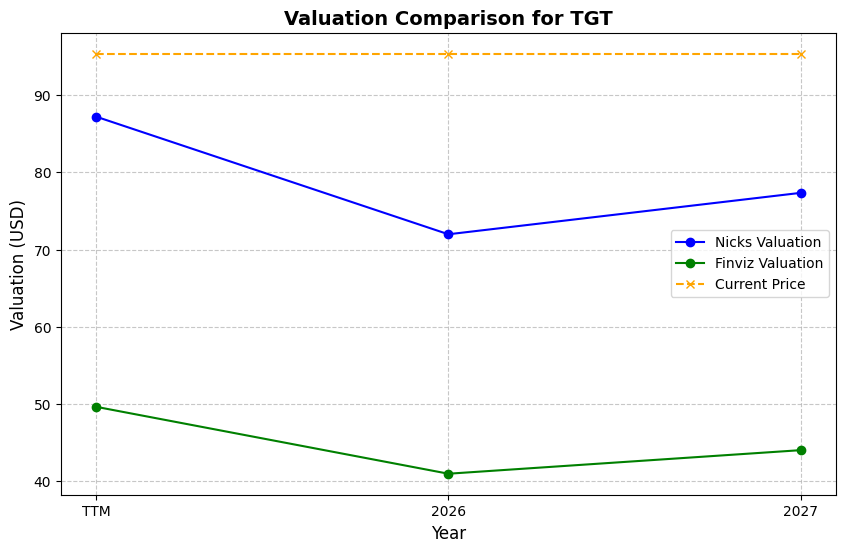 Valuation Comparison for TGT
Valuation (USD)
90
80
70
60
50
40
Nicks Valuation
Finviz Valuation
Current Price
TTM
2026
2027
Year